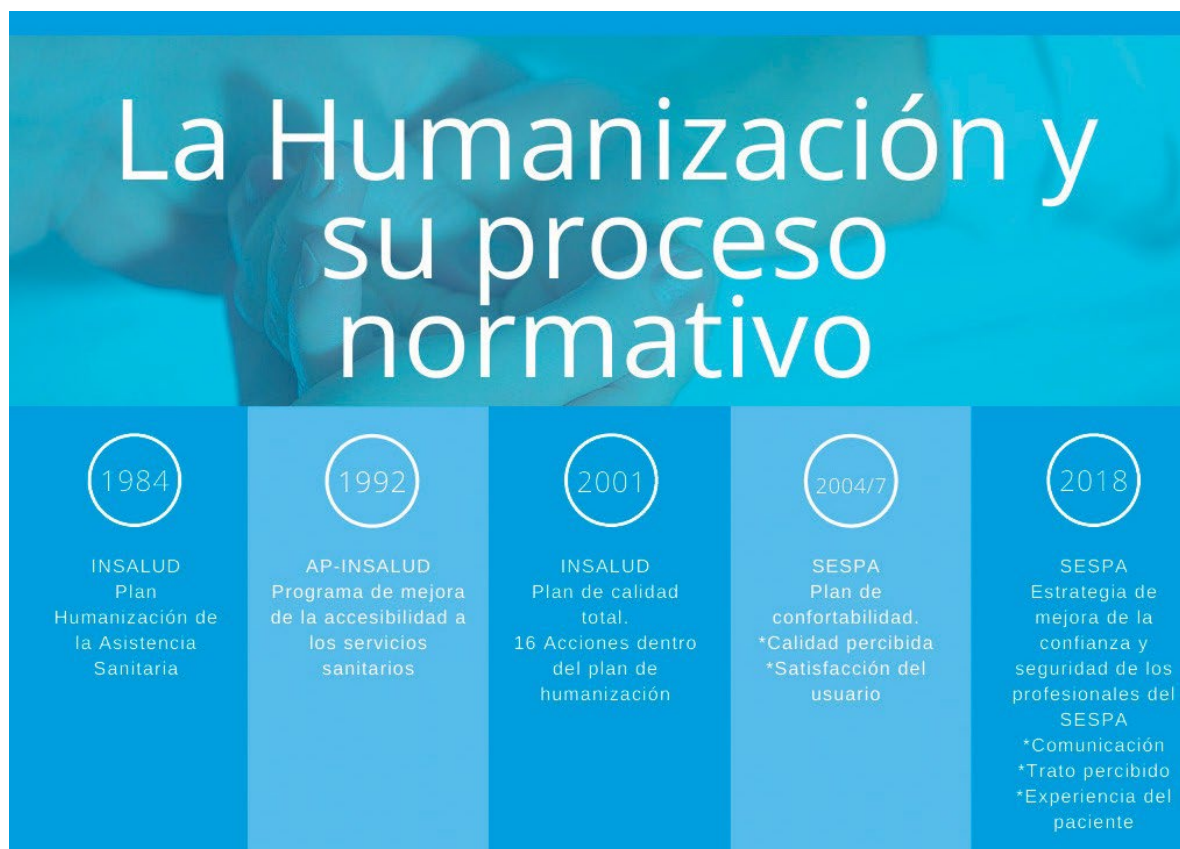 La Humanización y
su proceso
normativo
1984
INSALUD
Plan
Humanización de
la Asistencia
Sanitaria
1992
AP-INSALUD
Programa de mejora
de la accesibilidad a
los servicios
sanitarios
2001
INSALUD
Plan de calidad
total.
16 Acciones dentro
del plan de
humanización
2004/7
SESPA
Plan de
confortabilidad.
*Calidad percibida
*Satisfacción del
usuario
2018
SESPA
Estrategia de
mejora de la
confianza y
seguridad de los
profesionales del
SESPA
*Comunicación
*Trato percibido
*Experiencia del
paciente